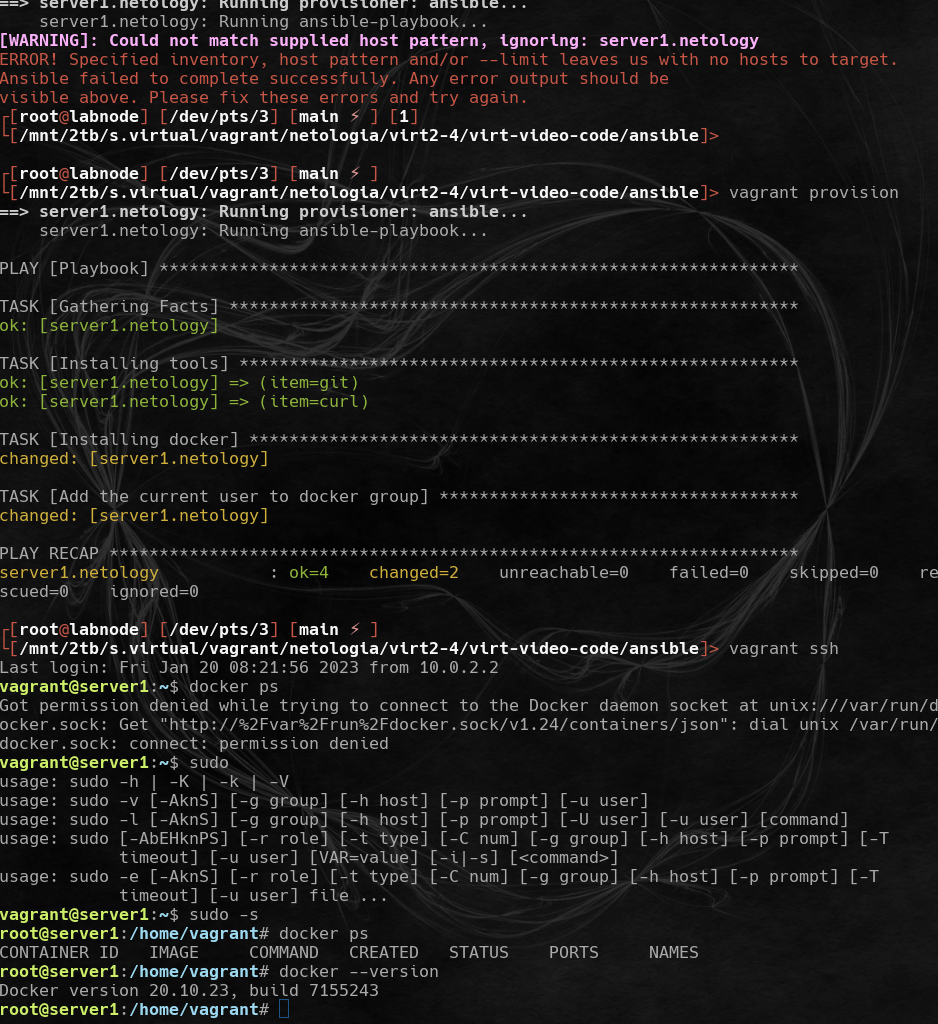 ==> server1.netology: Running provisioner: ansible...
    server1.netology: Running ansible-playbook...
[WARNING]: Could not match supplied host pattern, ignoring: server1.netology
ERROR! Specified inventory, host pattern and/or --limit leaves us with no hosts to target.
Ansible failed to complete successfully. Any error output should be
visible above. Please fix these errors and try again.
┌[root@labnode] [/dev/pts/3] [main ⚡] [1]
└[/mnt/2tb/s.virtual/vagrant/netologia/virt2-4/virt-video-code/ansible]>
┌[root@labnode] [/dev/pts/3] [main ⚡]
└[/mnt/2tb/s.virtual/vagrant/netologia/virt2-4/virt-video-code/ansible]> vagrant provision
==> server1.netology: Running provisioner: ansible...
    server1.netology: Running ansible-playbook...
PLAY [Playbook] ****************************************************************
TASK [Gathering Facts] *********************************************************
ok: [server1.netology]
TASK [Installing tools] ********************************************************
ok: [server1.netology] => (item=git)
ok: [server1.netology] => (item=curl)
TASK [Installing docker] *******************************************************
changed: [server1.netology]
TASK [Add the current user to docker group] ************************************
changed: [server1.netology]
PLAY RECAP *********************************************************************
server1.netology           : ok=4    changed=2    unreachable=0    failed=0    skipped=0    re
scued=0    ignored=0
┌[root@labnode] [/dev/pts/3] [main ⚡]
└[/mnt/2tb/s.virtual/vagrant/netologia/virt2-4/virt-video-code/ansible]> vagrant ssh
Last login: Fri Jan 20 08:21:56 2023 from 10.0.2.2
vagrant@server1:~$ docker ps
Got permission denied while trying to connect to the Docker daemon socket at unix:///var/run/d
ocker.sock: Get "http://%2Fvar%2Frun%2Fdocker.sock/v1.24/containers/json": dial unix /var/run/
docker.sock: connect: permission denied
vagrant@server1:~$ sudo
usage: sudo -h | -K | -k | -V
usage: sudo -v [-AknS] [-g group] [-h host] [-p prompt] [-u user]
usage: sudo -l [-AknS] [-g group] [-h host] [-p prompt] [-U user] [-u user] [command]
usage: sudo [-AbEHknPS] [-r role] [-t type] [-C num] [-g group] [-h host] [-p prompt] [-T
            timeout] [-u user] [VAR=value] [-i|-s] [<command>]
usage: sudo -e [-AknS] [-r role] [-t type] [-C num] [-g group] [-h host] [-p prompt] [-T
            timeout] [-u user] file ...
vagrant@server1:~$ sudo -s
root@server1:/home/vagrant# docker ps
CONTAINER ID   IMAGE     COMMAND   CREATED   STATUS    PORTS     NAMES
root@server1:/home/vagrant# docker --version
Docker version 20.10.23, build 7155243
root@server1:/home/vagrant#